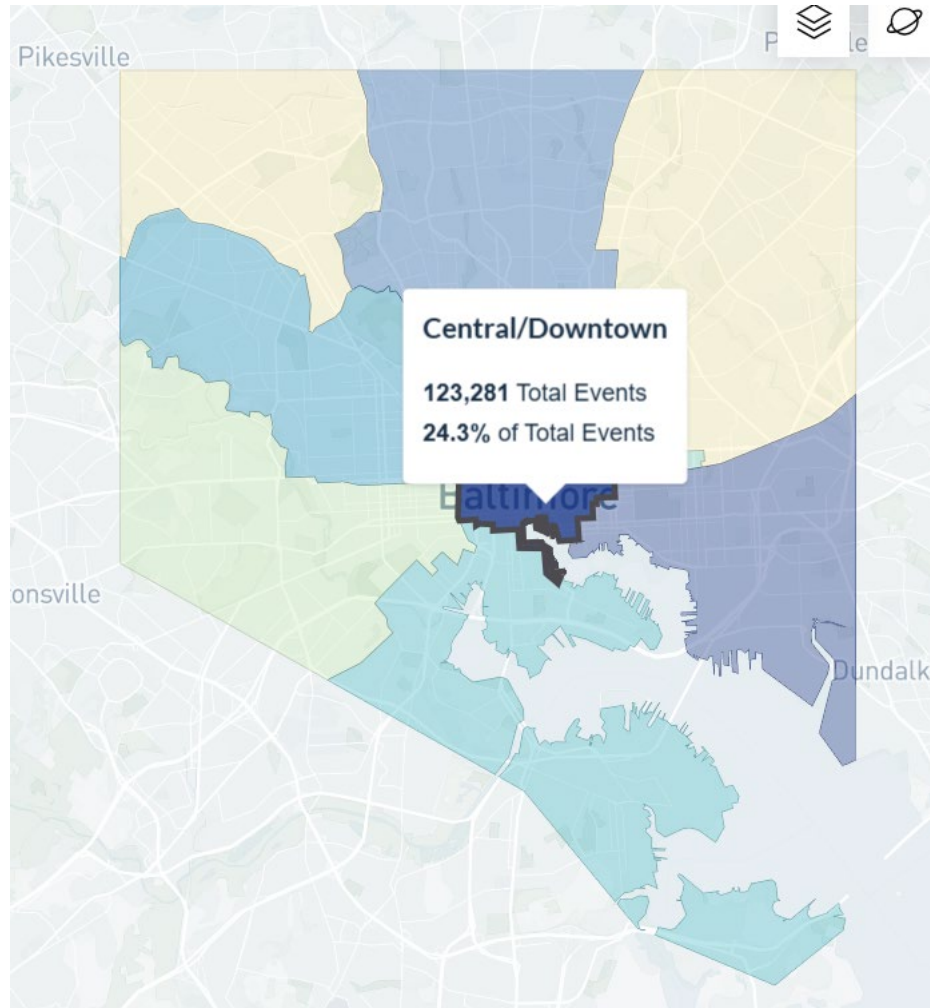 Pikesville
Central/Downtown
123,281 Total Events
24.3% of Total Events
Baltimore
onsville
Dundalk